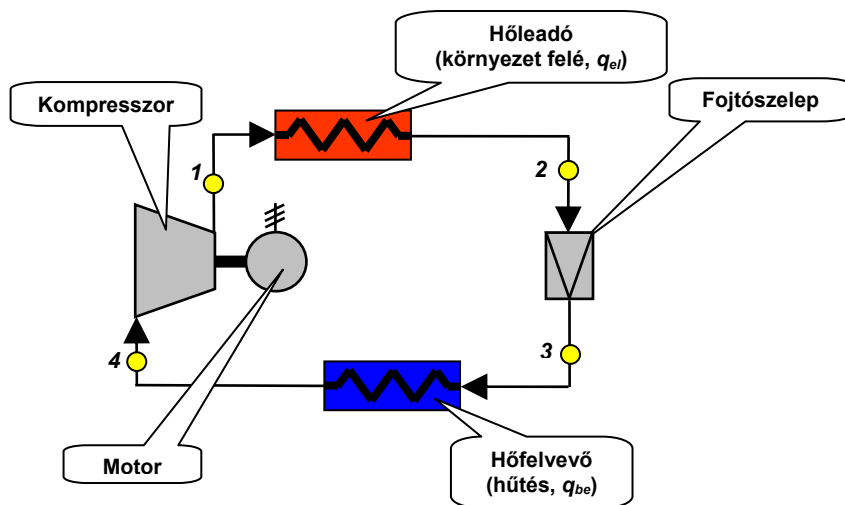 Hőleadó
(környezet felé, qel)
Kompresszor
Fojtószelep
1
2
3
4
Motor
Hőfelvevő
(hűtés, qbe)